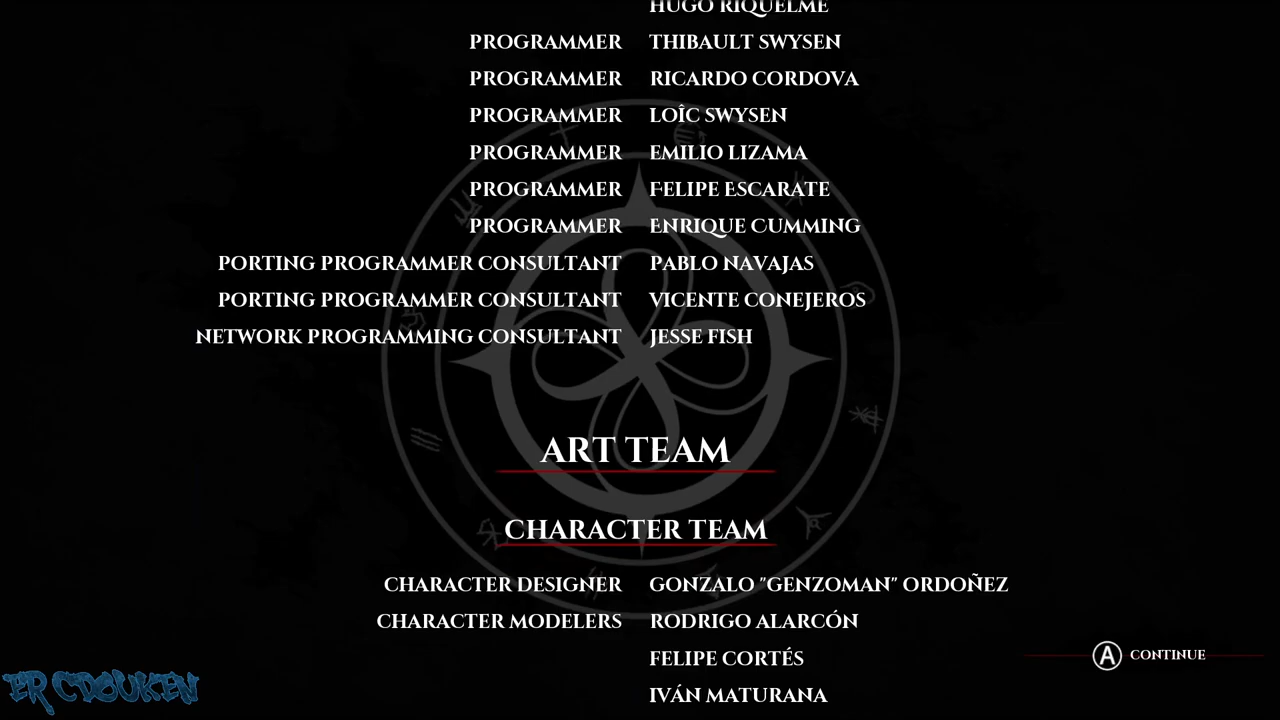 HUGO RIQUELME
PROGRAMMER THIBAULT SWYSEN
PROGRAMMER RICARDO CORDOVA
PROGRAMMER LOÎC SWYSEN
PROGRAMMER EMILIO LIZAMA
PROGRAMMER FELIPE ESCARATE
PROGRAMMER ENRIQUE CUMMING
PORTING PROGRAMMER CONSULTANT PABLO NAVAJAS
PORTING PROGRAMMER CONSULTANT VICENTE CONEJEROS
NETWORK PROGRAMMING CONSULTANT JESSE FISH
ART TEAM
CHARACTER TEAM
CHARACTER DESIGNER GONZALO "GENZOMAN" ORDOÑEZ
CHARACTER MODELERS RODRIGO ALARCÓN
FELIPE CORTÉS
A CONTINUE
IVÁN MATURANA
ER CDOUKEN